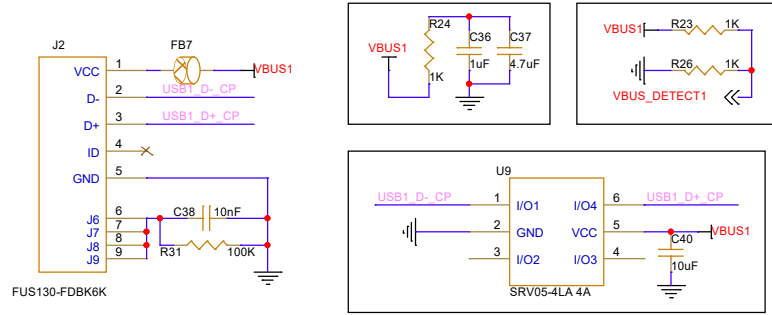 J2
VCC
1
FB7
VBUS1
D-
2
USB1_D-_CP
D+
3
USB1_D+_CP
ID
4
GND
5
J6
6
J7
7
J8
8
J9
9
C38
10nF
R31
100K
FUS130-FDBK6K
VBUS1
R24
1K
C36
1uF
C37
4.7uF
VBUS1
R23
1K
R26
1K
VBUS_DETECT1
U9
USB1_D-_CP
1
I/O1
I/O4
6
USB1_D+_CP
2
GND
VCC
5
VBUS1
3
I/O2
I/O3
4
C40
10uF
SRV05-4LA 4A